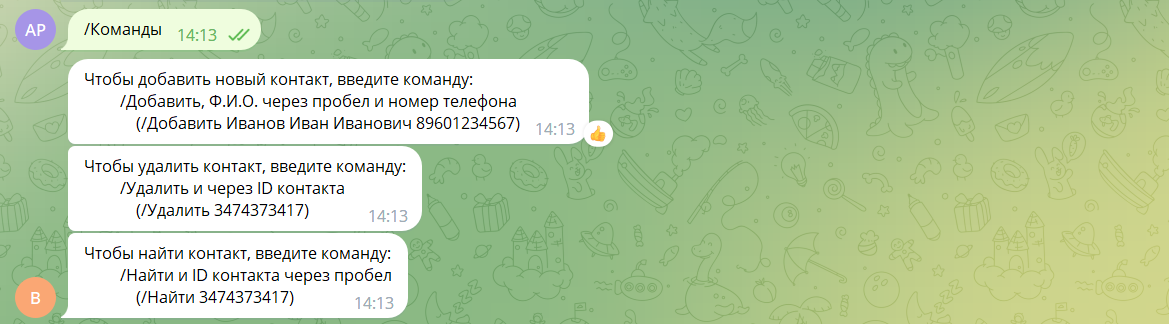 АР
/Команды 14:13
Чтобы добавить новый контакт, введите команду:
/Добавить, Ф.И.О. через пробел и номер телефона
(/Добавить Иванов Иван Иванович 89601234567) 14:13
Чтобы удалить контакт, введите команду:
/Удалить и через ID контакта
(/Удалить 3474373417) 14:13
Чтобы найти контакт, введите команду:
/Найти и ID контакта через пробел
(/Найти 3474373417) 14:13
В